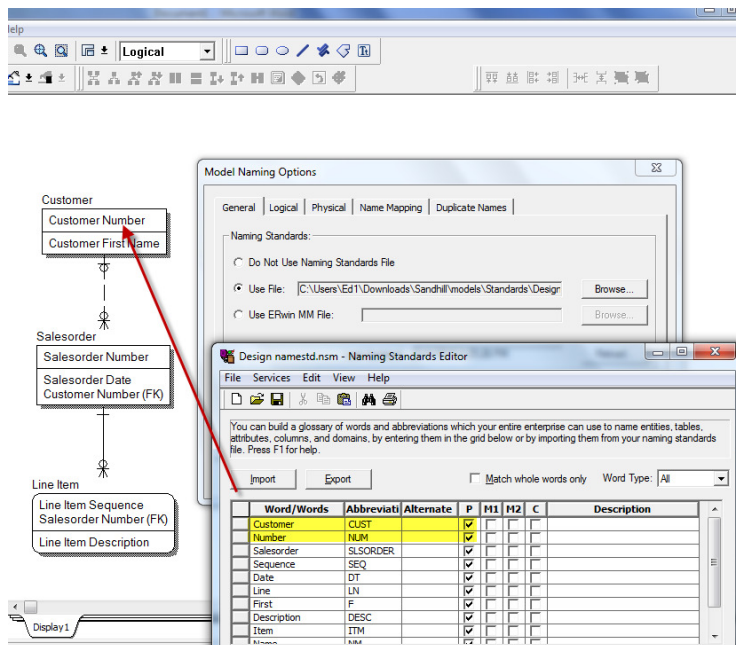 Help
Logical
Model Naming Options
General Logical Physical Name Mapping Duplicate Names
Naming Standards:
Do Not Use Naming Standards File
Use File: C:\Users\Ed1\Downloads\Sandhill\models\Standards\Design Browse...
Use ERwin MM File: Browse...
Customer
Customer Number
Customer First Name
Salesorder
Salesorder Number
Salesorder Date
Customer Number (FK)
Line Item
Line Item Sequence
Salesorder Number (FK)
Line Item Description
Display1
Design namestd.nsm - Naming Standards Editor
File Services Edit View Help
You can build a glossary of words and abbreviations which your entire enterprise can use to name entities, tables,
attributes, columns, and domains, by entering them in the grid below or by importing them from your naming standards
file. Press F1 for help.
Import Export Match whole words only Word Type: All
Word/Words Abbreviati Alternate P M1 M2 C Description
Customer CUST
Number NUM
Salesorder SLSORDER
Sequence SEQ
Date DT
Line LN
First F
Description DESC
Item ITM
Name NM